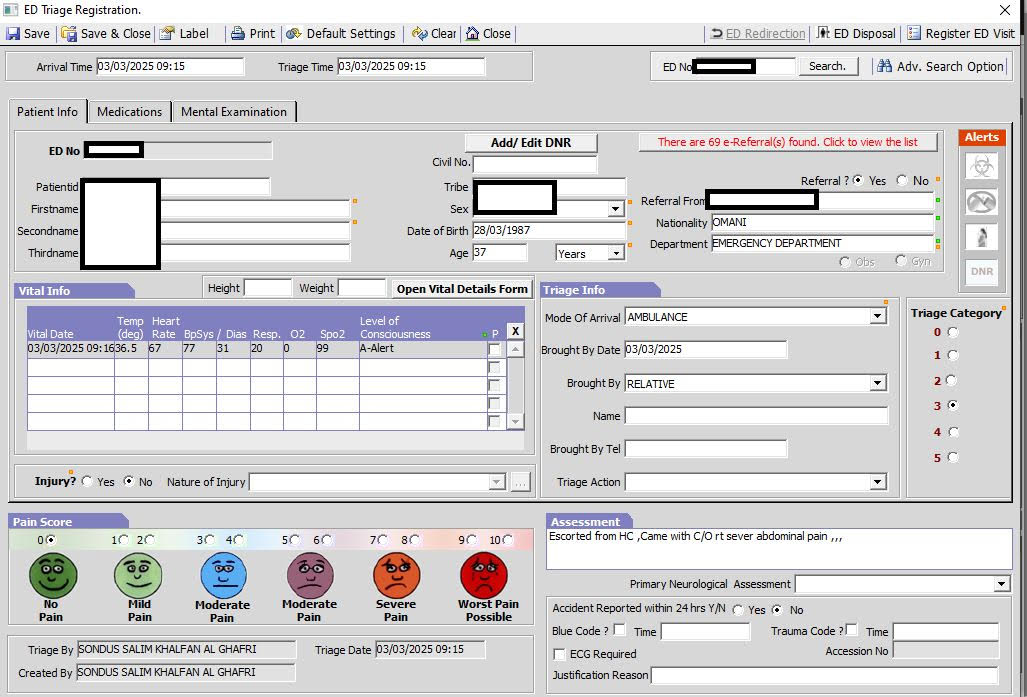 ED Triage Registration.
Save Save & Close Label Print Default Settings Clear Close ED Redirection ED Disposal Register ED Visit
Arrival Time 03/03/2025 09:15 Triage Time 03/03/2025 09:15 ED No Search. Adv. Search Option
Patient Info Medications Mental Examination
Alerts
ED No Add/ Edit DNR There are 69 e-Referral(s) found. Click to view the list
Civil No.
Referral ? Yes No
Patientid Tribe
Firstname Sex Referral From
Secondname Date of Birth 28/03/1987 Nationality OMANI
Thirdname Age 37 Years Department EMERGENCY DEPARTMENT
Obs Gyn
DNR
Vital Info Height Weight Open Vital Details Form
Vital Date Temp (deg) Heart Rate BpSys / Dias Resp. O2 Spo2 Level of Consciousness P X
03/03/2025 09:16 36.5 67 77 31 20 0 99 A-Alert
Injury? Yes No Nature of Injury ...
Triage Info
Mode Of Arrival AMBULANCE
Brought By Date 03/03/2025
Brought By RELATIVE
Name
Brought By Tel
Triage Action
Triage Category
0
1
2
3
4
5
Pain Score
0 1 2 3 4 5 6 7 8 9 10
No Pain Mild Pain Moderate Pain Moderate Pain Severe Pain Worst Pain Possible
Triage By SONDUS SALIM KHALFAN AL GHAFRI Triage Date 03/03/2025 09:15
Created By SONDUS SALIM KHALFAN AL GHAFRI
Assessment
Escorted from HC ,Came with C/O rt sever abdominal pain ,,,
Primary Neurological Assessment
Accident Reported within 24 hrs Y/N Yes No
Blue Code ? Time Trauma Code ? Time
ECG Required Accession No
Justification Reason